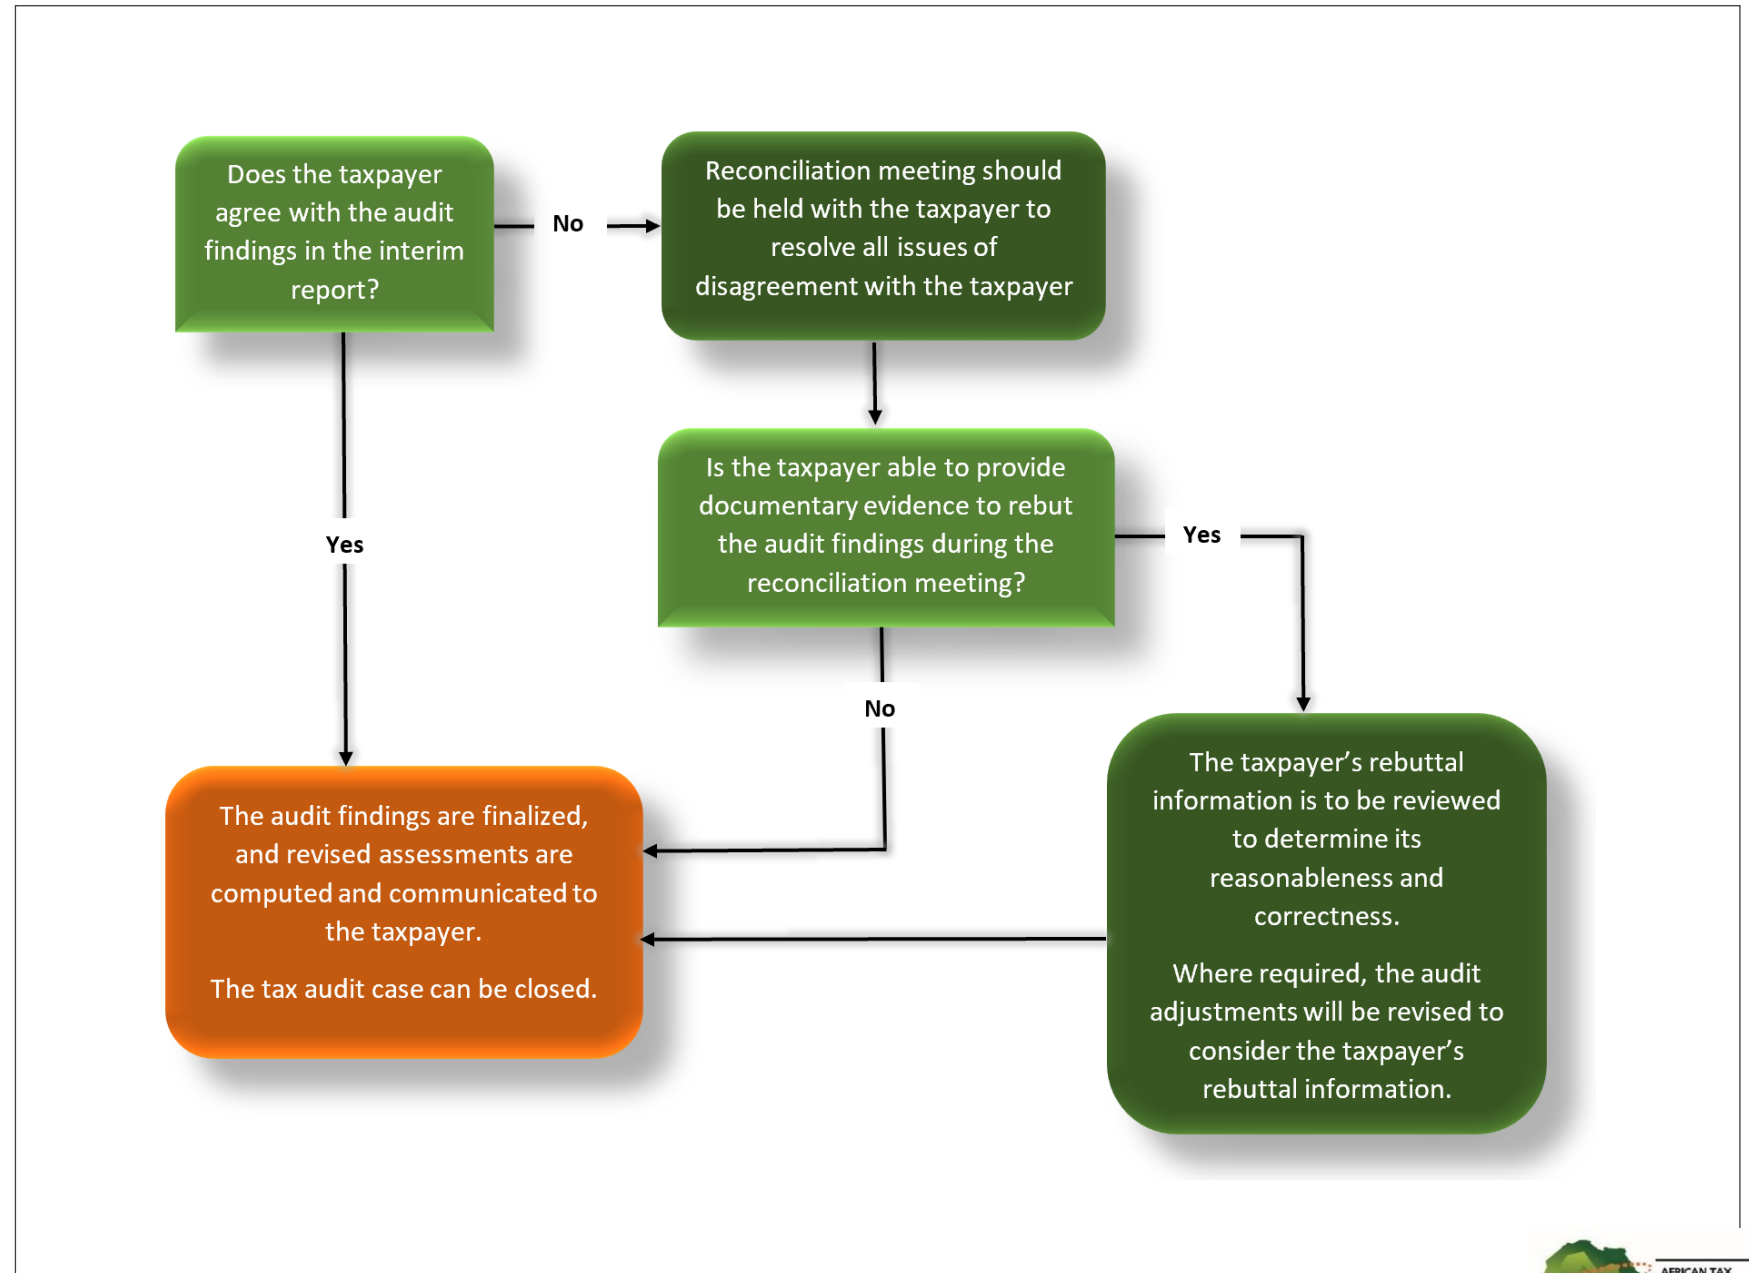 Does the taxpayer
agree with the audit
findings in the interim
report?
No
Reconciliation meeting should
be held with the taxpayer to
resolve all issues of
disagreement with the taxpayer
Is the taxpayer able to provide
documentary evidence to rebut
the audit findings during the
reconciliation meeting?
Yes
Yes
No
The taxpayer’s rebuttal
information is to be reviewed
to determine its
reasonableness and
correctness.
Where required, the audit
adjustments will be revised to
consider the taxpayer’s
rebuttal information.
The audit findings are finalized,
and revised assessments are
computed and communicated to
the taxpayer.
The tax audit case can be closed.
AFRICAN TAX